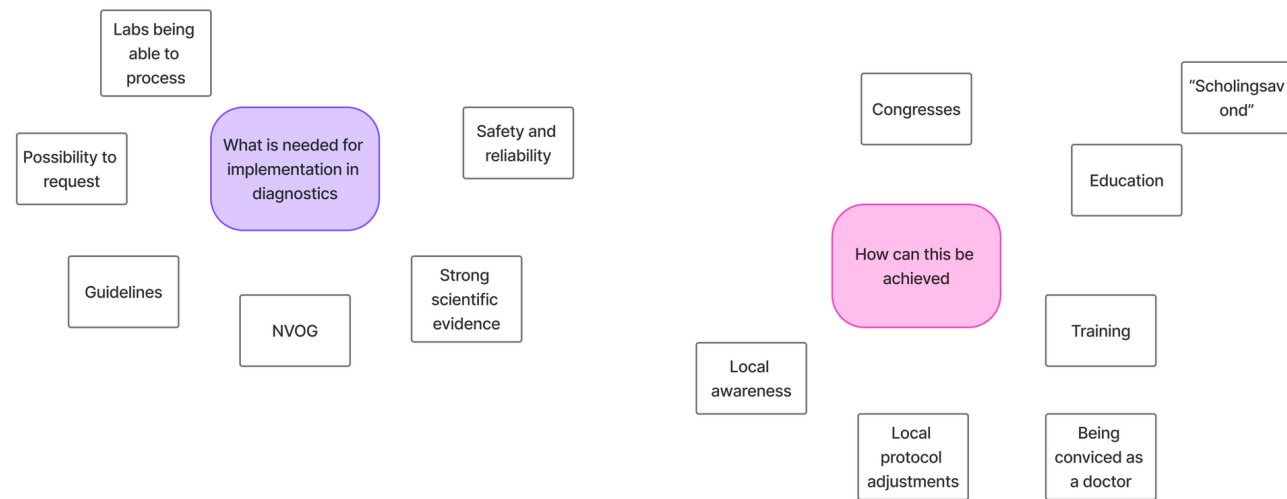 Labs being
able to
process
What is needed for
implementation in
diagnostics
Safety and
reliability
Possibility to
request
Guidelines
NVOG
Strong
scientific
evidence
Congresses
“Scholingsav
ond”
Education
How can this be
achieved
Training
Local
awareness
Local
protocol
adjustments
Being
conviced as
a doctor